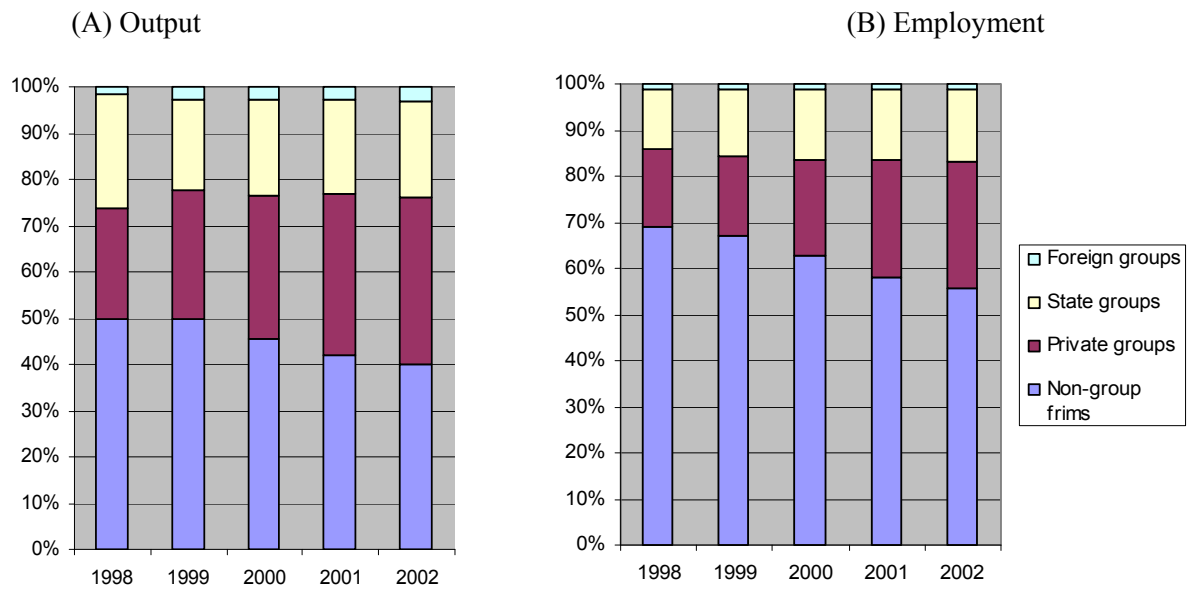 (A) Output
(B) Employment
100%
90%
80%
70%
60%
50%
40%
30%
20%
10%
0%
1998 1999 2000 2001 2002
100%
90%
80%
70%
60%
50%
40%
30%
20%
10%
0%
1998 1999 2000 2001 2002
Foreign groups
State groups
Private groups
Non-group
frims